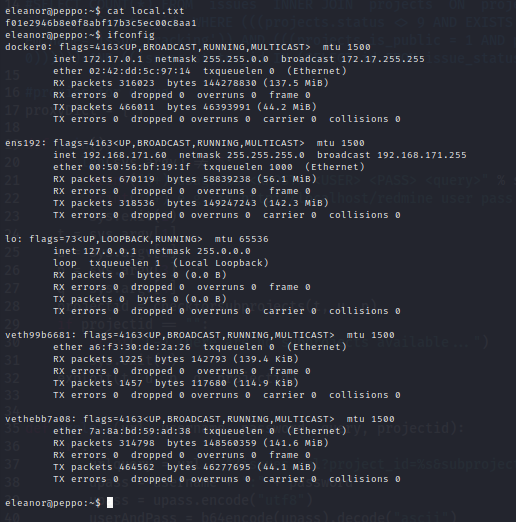 eleanor@peppo:~$ cat local.txt
f01e2946b8e0f8abf17b3c5ec00c8aa1
eleanor@peppo:~$ ifconfig
docker0: flags=4163<UP,BROADCAST,RUNNING,MULTICAST>  mtu 1500
        inet 172.17.0.1  netmask 255.255.0.0  broadcast 172.17.255.255
        ether 02:42:dd:5c:97:14  txqueuelen 0  (Ethernet)
        RX packets 316023  bytes 144278830 (137.5 MiB)
        RX errors 0  dropped 0  overruns 0  frame 0
        TX packets 466011  bytes 46393991 (44.2 MiB)
        TX errors 0  dropped 0 overruns 0  carrier 0  collisions 0

ens192: flags=4163<UP,BROADCAST,RUNNING,MULTICAST>  mtu 1500
        inet 192.168.171.60  netmask 255.255.255.0  broadcast 192.168.171.255
        ether 00:50:56:bf:19:1f  txqueuelen 1000  (Ethernet)
        RX packets 670119  bytes 58839238 (56.1 MiB)
        RX errors 0  dropped 0  overruns 0  frame 0
        TX packets 318536  bytes 149247243 (142.3 MiB)
        TX errors 0  dropped 0 overruns 0  carrier 0  collisions 0

lo: flags=73<UP,LOOPBACK,RUNNING>  mtu 65536
        inet 127.0.0.1  netmask 255.0.0.0
        loop  txqueuelen 1  (Local Loopback)
        RX packets 0  bytes 0 (0.0 B)
        RX errors 0  dropped 0  overruns 0  frame 0
        TX packets 0  bytes 0 (0.0 B)
        TX errors 0  dropped 0 overruns 0  carrier 0  collisions 0

veth99b6681: flags=4163<UP,BROADCAST,RUNNING,MULTICAST>  mtu 1500
        ether a6:f3:30:de:2a:26  txqueuelen 0  (Ethernet)
        RX packets 1225  bytes 142793 (139.4 KiB)
        RX errors 0  dropped 0  overruns 0  frame 0
        TX packets 1457  bytes 117680 (114.9 KiB)
        TX errors 0  dropped 0 overruns 0  carrier 0  collisions 0

vethebb7a08: flags=4163<UP,BROADCAST,RUNNING,MULTICAST>  mtu 1500
        ether 7a:8a:bd:59:ad:38  txqueuelen 0  (Ethernet)
        RX packets 314798  bytes 148560359 (141.6 MiB)
        RX errors 0  dropped 0  overruns 0  frame 0
        TX packets 464562  bytes 46277695 (44.1 MiB)
        TX errors 0  dropped 0 overruns 0  carrier 0  collisions 0

eleanor@peppo:~$